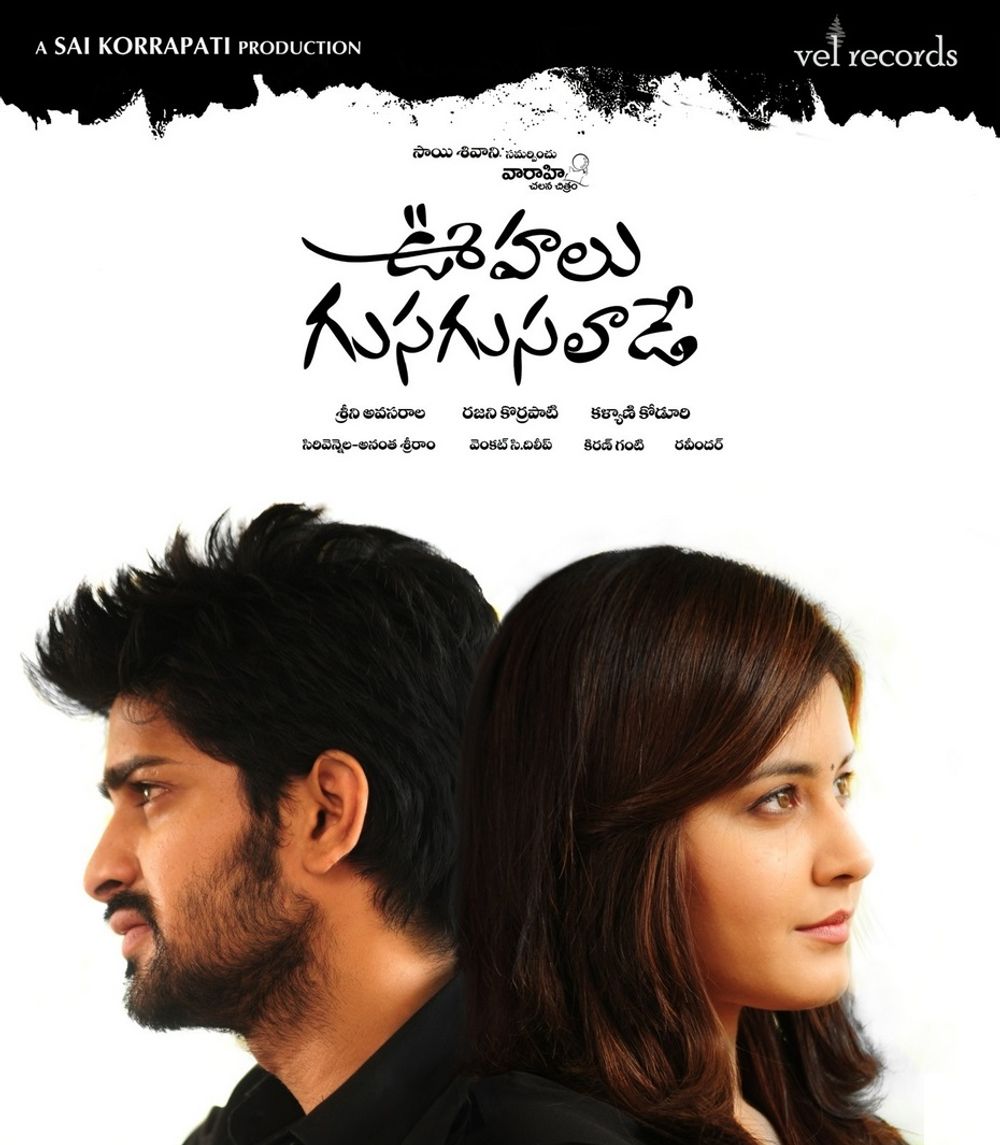 A SAI KORRAPATI PRODUCTION
vel records
సాయి శివాని సమర్పించు
వారాహి
చలన చిత్రం
ఊహలు
గుసగుసలాడే
శ్రీని అవసరాల రజని కొర్రపాటి కళ్యాణి కోడూరి
సిరివెన్నెల-అనంత శ్రీరాం వెంకట్ సి.దిలీప్ కిరణ్ గంటి రవీందర్